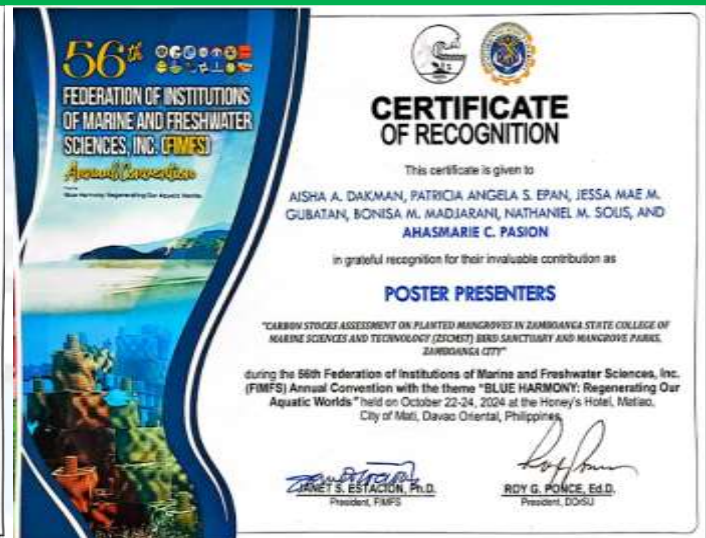 56th
FEDERATION OF INSTITUTIONS
OF MARINE AND FRESHWATER
SCIENCES, INC. (FIMFS)
Annual Convention
Blue Harmony: Regenerating Our Aquatic Worlds
CERTIFICATE
OF RECOGNITION
This certificate is given to
AISHA A. DAKMAN, PATRICIA ANGELA S. EPAN, JESSA MAE M.
GUBATAN, BONISA M. MADJARANI, NATHANIEL M. SOLIS, AND
AHASMARIE C. PASION
in grateful recognition for their invaluable contribution as
POSTER PRESENTERS
"CARBON STOCKS ASSESSMENT ON PLANTED MANGROVES IN ZAMBOANGA STATE COLLEGE OF
MARINE SCIENCES AND TECHNOLOGY (ZSCMST) BIRD SANCTUARY AND MANGROVE PARKS,
ZAMBOANGA CITY"
during the 56th Federation of Institutions of Marine and Freshwater Sciences, Inc.
(FIMFS) Annual Convention with the theme "BLUE HARMONY: Regenerating Our
Aquatic Worlds" held on October 22-24, 2024 at the Honey's Hotel, Matiao,
City of Mati, Davao Oriental, Philippines.
JANET S. ESTACION, Ph.D.
President, FIMFS
ROY G. PONCE, Ed.D.
President, DOrSU